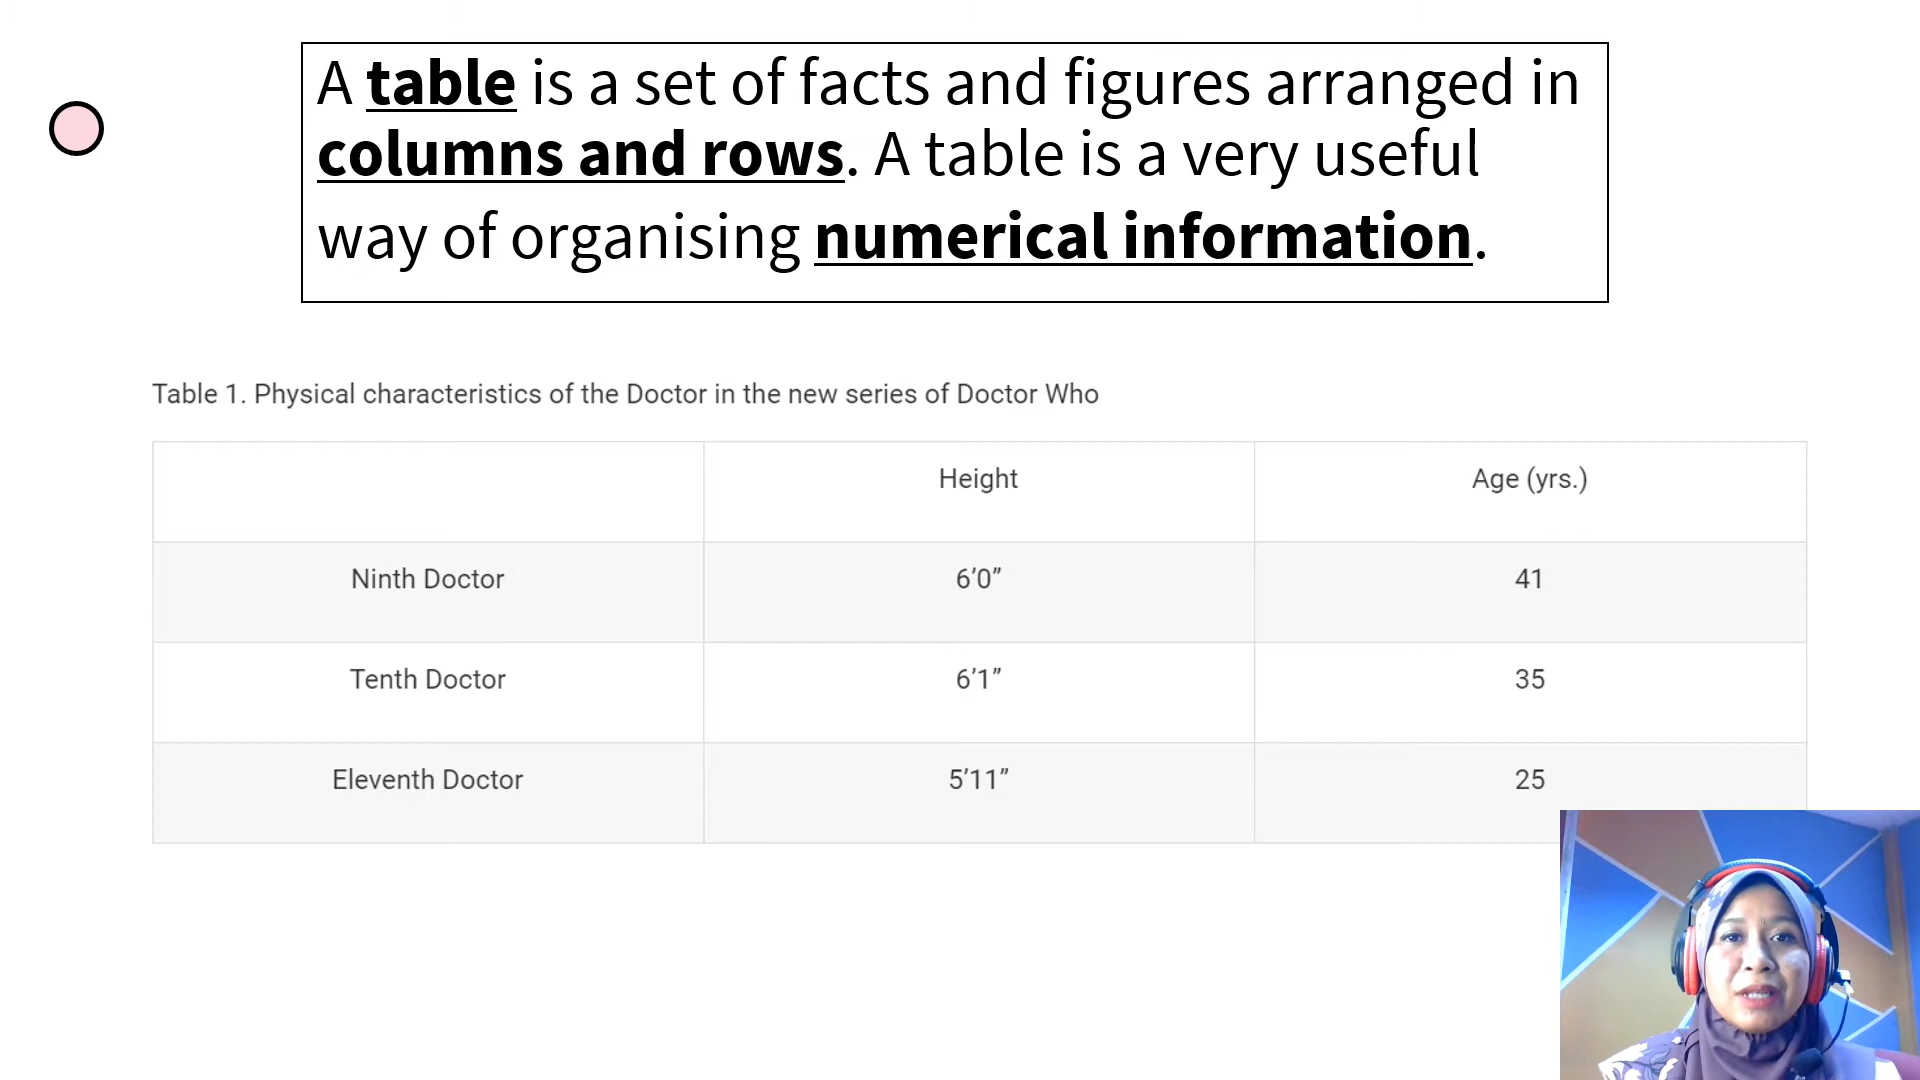 A table is a set of facts and figures arranged in
columns and rows. A table is a very useful
way of organising numerical information.
Table 1. Physical characteristics of the Doctor in the new series of Doctor Who
Height Age (yrs.)
Ninth Doctor 6’0” 41
Tenth Doctor 6’1” 35
Eleventh Doctor 5’11” 25